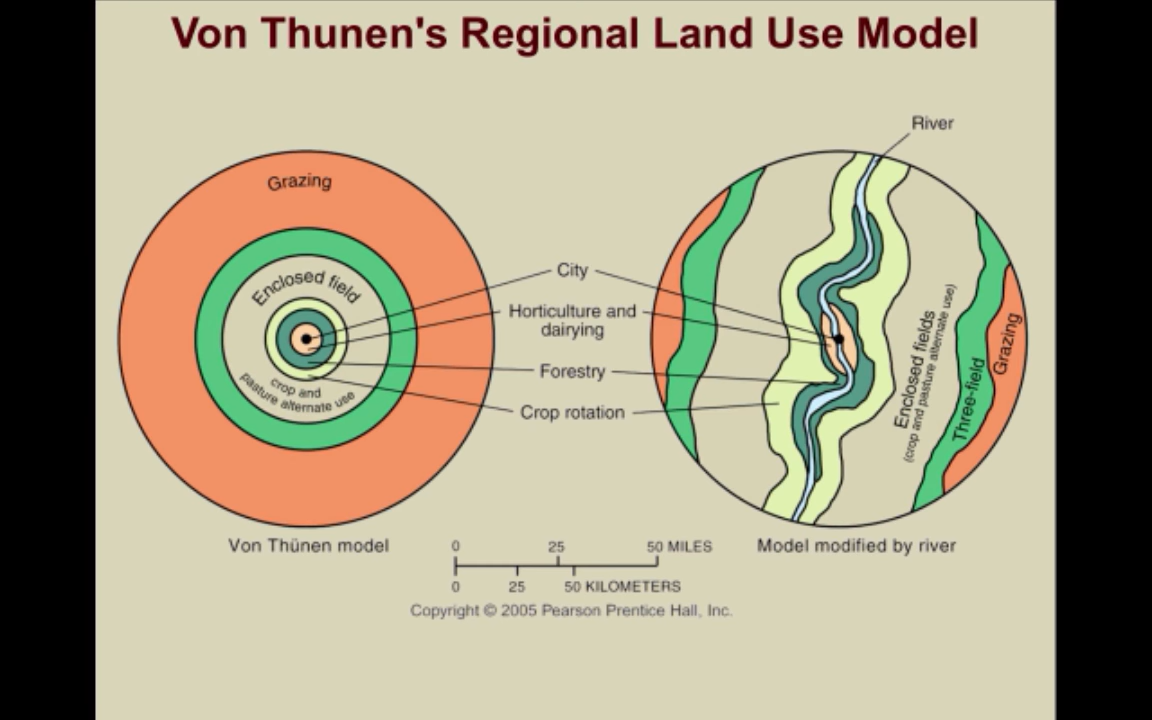 Von Thunen's Regional Land Use Model
River
Grazing
Enclosed field
crop and
pasture alternate use
City
Horticulture and
dairying
Forestry
Crop rotation
Enclosed fields
(crop and pasture alternate use)
Three-field
Grazing
Von Thünen model
0 25 50 MILES
0 25 50 KILOMETERS
Model modified by river
Copyright © 2005 Pearson Prentice Hall, Inc.